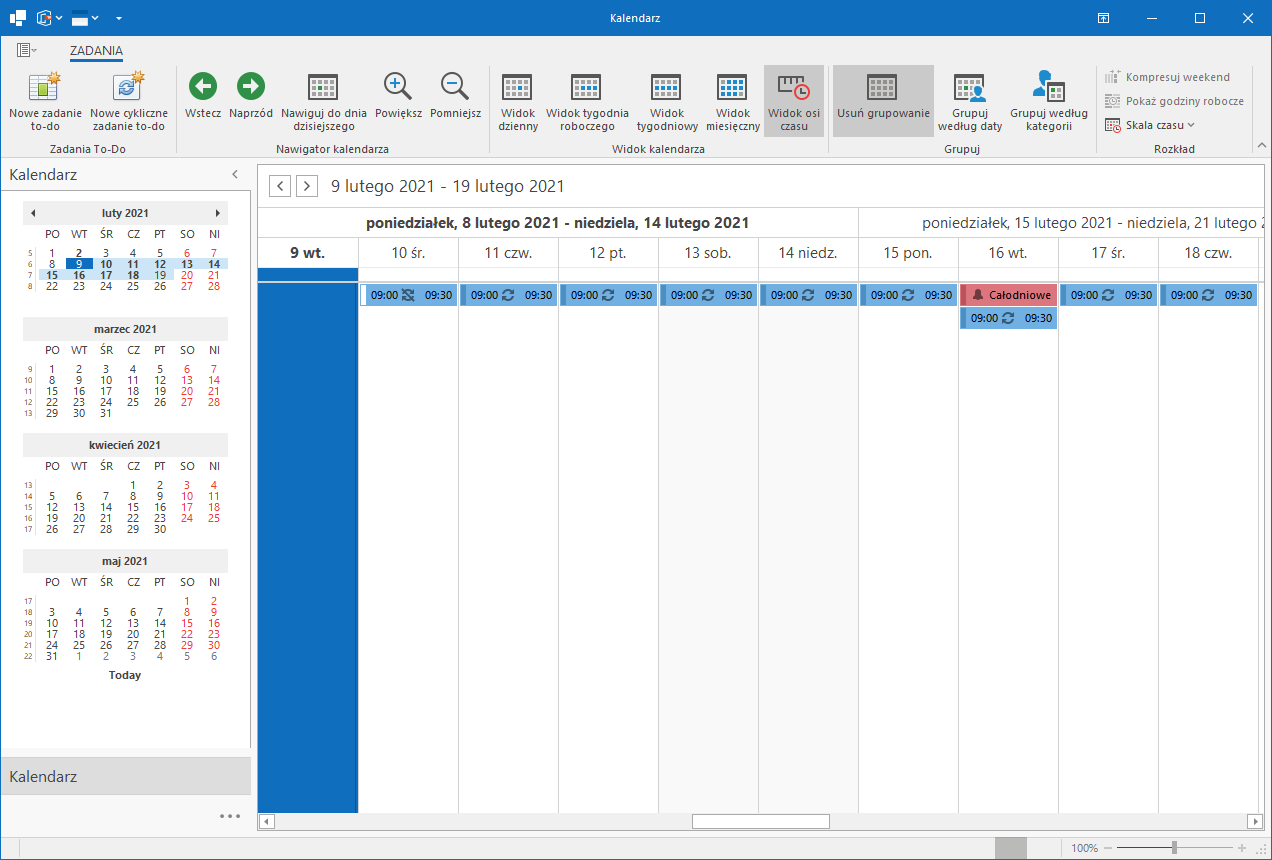 Kalendarz
ZADANIA
Nowe zadanie to-do
Nowe cykliczne zadanie to-do
Wstecz
Naprzód
Nawiguj do dnia dzisiejszego
Powiększ
Pomniejsz
Widok dzienny
Widok tygodnia roboczego
Widok tygodniowy
Widok miesięczny
Widok osi czasu
Usuń grupowanie
Grupuj według daty
Grupuj według kategorii
Kompresuj weekend
Pokaż godziny robocze
Skala czasu
Zadania To-Do
Nawigator kalendarza
Widok kalendarza
Grupuj
Rozkład
Kalendarz
luty 2021
PO WT ŚR CZ PT SO NI
5 1 2 3 4 5 6 7
6 8 9 10 11 12 13 14
7 15 16 17 18 19 20 21
8 22 23 24 25 26 27 28
marzec 2021
PO WT ŚR CZ PT SO NI
9 1 2 3 4 5 6 7
10 8 9 10 11 12 13 14
11 15 16 17 18 19 20 21
12 22 23 24 25 26 27 28
13 29 30 31
kwiecień 2021
PO WT ŚR CZ PT SO NI
13 1 2 3 4
14 5 6 7 8 9 10 11
15 12 13 14 15 16 17 18
16 19 20 21 22 23 24 25
17 26 27 28 29 30
maj 2021
PO WT ŚR CZ PT SO NI
17 1 2
18 3 4 5 6 7 8 9
19 10 11 12 13 14 15 16
20 17 18 19 20 21 22 23
21 24 25 26 27 28 29 30
22 31 1 2 3 4 5 6
Today
Kalendarz
9 lutego 2021 - 19 lutego 2021
poniedziałek, 8 lutego 2021 - niedziela, 14 lutego 2021
poniedziałek, 15 lutego 2021 - niedziela, 21 lutego
9 wt. 10 śr. 11 czw. 12 pt. 13 sob. 14 niedz. 15 pon. 16 wt. 17 śr. 18 czw.
09:00 09:30 09:00 09:30 09:00 09:30 09:00 09:30 09:00 09:30 09:00 09:30 Całodniowe 09:00 09:30 09:00 09:30
09:00 09:30
100%